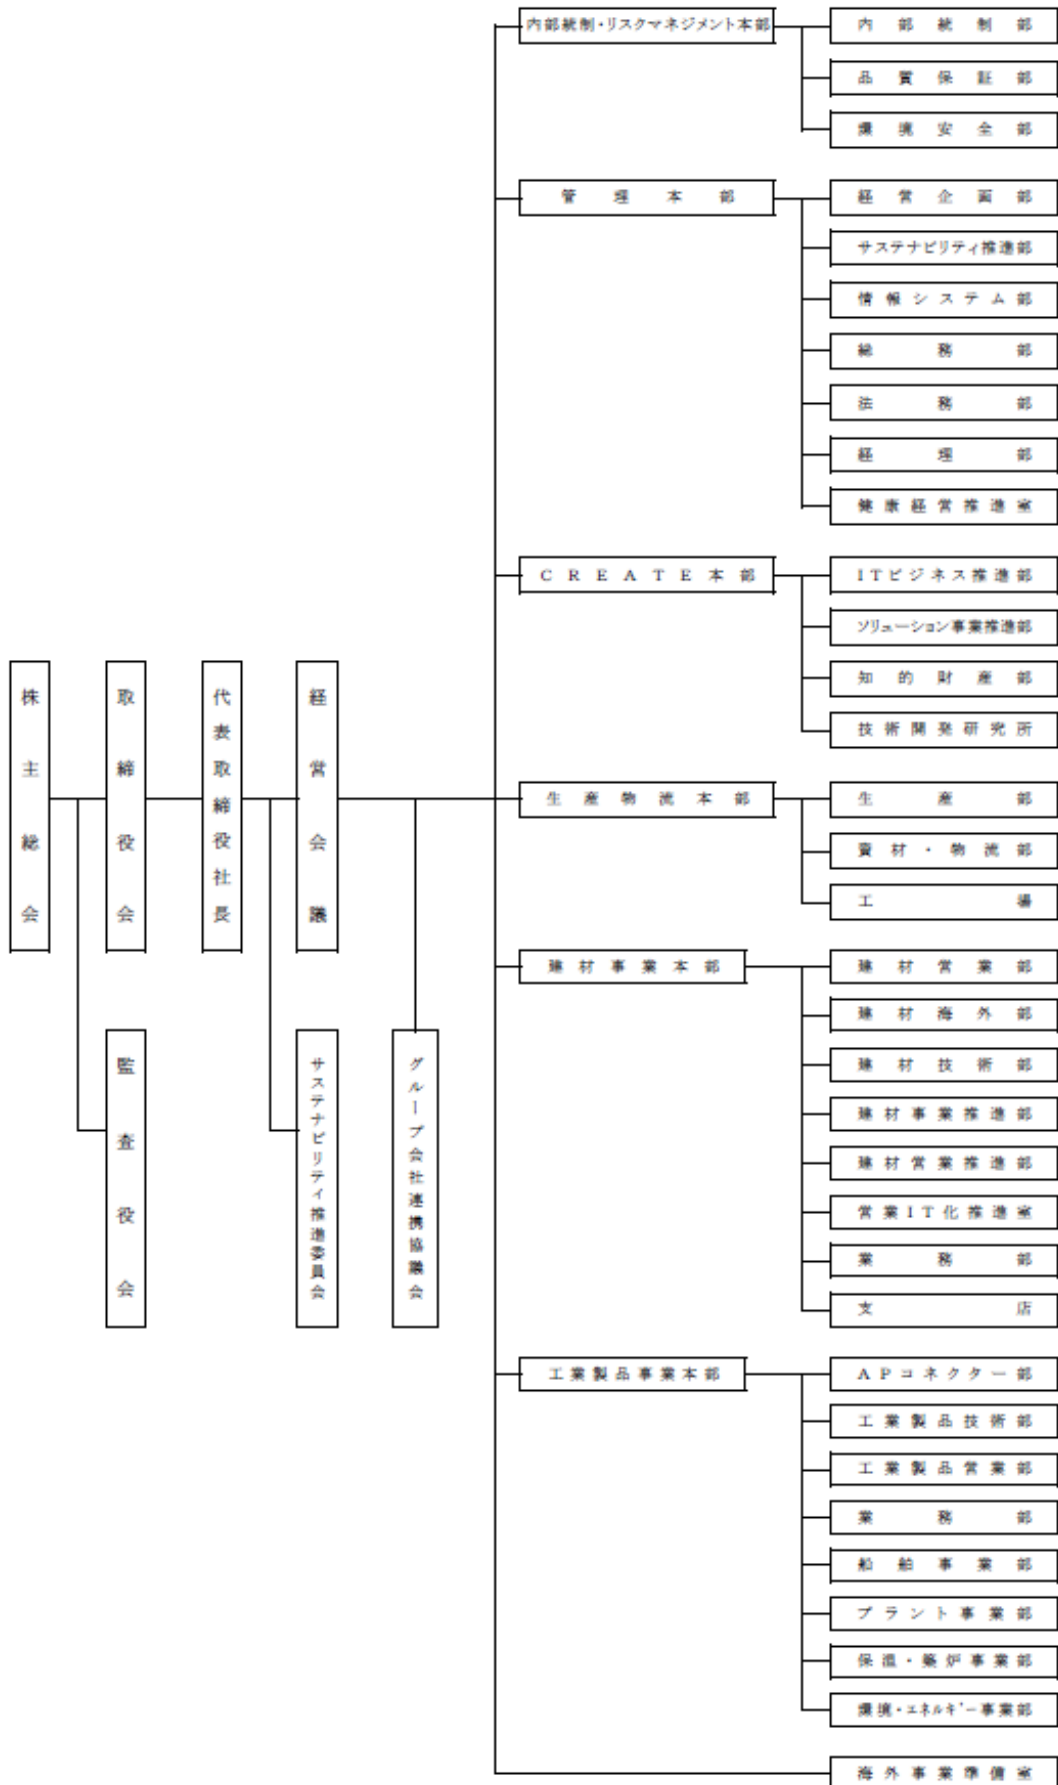 株主総会
取締役会
監査役会
代表取締役社長
経営会議
サステナビリティ推進委員会
グループ会社連携協議会
内部統制・リスクマネジメント本部
内部統制部
品質保証部
環境安全部
管理本部
経営企画部
サステナビリティ推進部
情報システム部
総務部
法務部
経理部
健康経営推進室
CREATE本部
ITビジネス推進部
ソリューション事業推進部
知的財産部
技術開発研究所
生産物流本部
生産部
資材・物流部
工場
建材事業本部
建材営業部
建材海外部
建材技術部
建材事業推進部
建材営業推進部
営業IT化推進室
業務部
支店
工業製品事業本部
APコネクター部
工業製品技術部
工業製品営業部
業務部
船舶事業部
プラント事業部
保温・築炉事業部
環境・エネルギー事業部
海外事業準備室